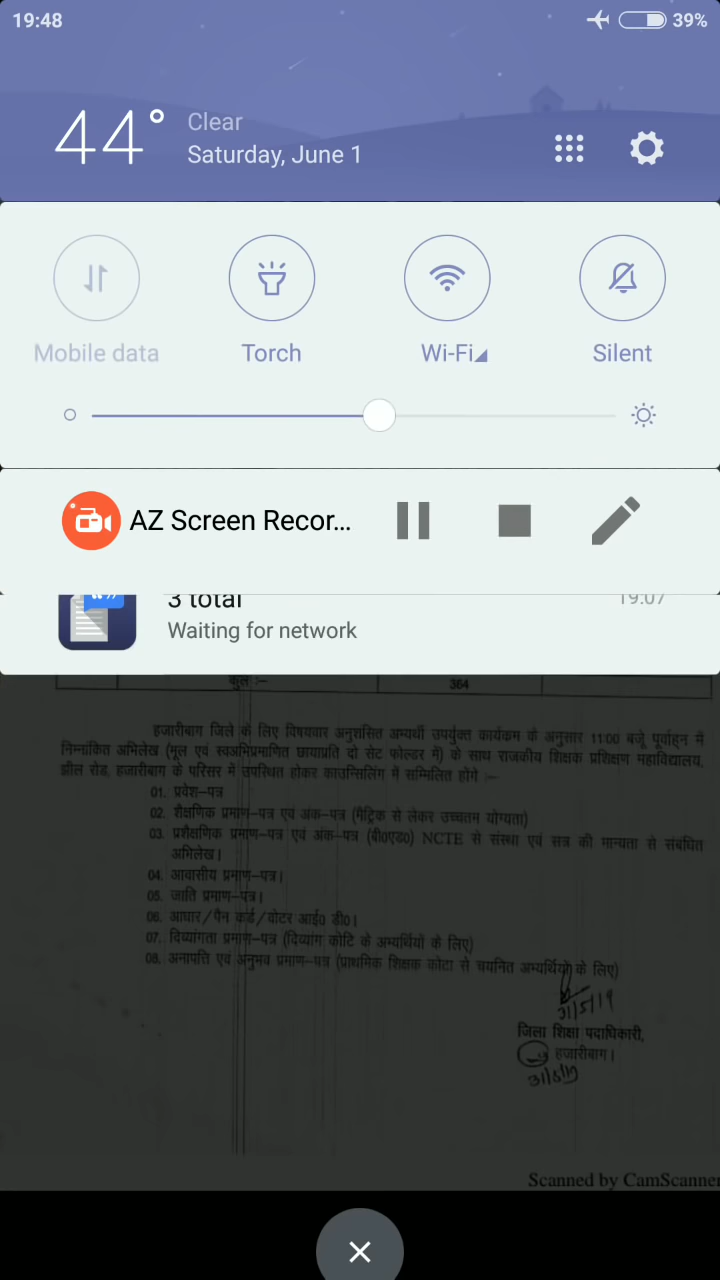 19:48
39%
44°
Clear
Saturday, June 1
Mobile data
Torch
Wi-Fi
Silent
AZ Screen Recor...
3 total
19:07
Waiting for network
कुल :—
364
हजारीबाग जिले के लिए विषयवार अनुशंसित अभ्यर्थी उपर्युक्त कार्यक्रम के अनुसार 11:00 बजे पूर्वाहन में
निम्नांकित अभिलेख (मूल एवं स्वअभिप्रमाणित छायाप्रति दो सेट फोल्डर में) के साथ राजकीय शिक्षक प्रशिक्षण महाविद्यालय,
झील रोड, हजारीबाग के परिसर में उपस्थित होकर काउन्सिलिंग में सम्मिलित होंगे :—
01. प्रवेश-पत्र
02. शैक्षणिक प्रमाण-पत्र एवं अंक-पत्र (मैट्रिक से लेकर उच्चतम योग्यता)
03. प्रशैक्षणिक प्रमाण-पत्र एवं अंक-पत्र (बी०एड०) NCTE से संस्था एवं सत्र की मान्यता से संबंधित
अभिलेख।
04. आवासीय प्रमाण-पत्र।
05. जाति प्रमाण-पत्र।
06. आधार/पैन कार्ड/वोटर आई० डी०।
07. दिव्यांगता प्रमाण-पत्र (दिव्यांग कोटि के अभ्यर्थियों के लिए)
08. अनापत्ति एवं अनुभव प्रमाण-पत्र (प्राथमिक शिक्षक कोटा से चयनित अभ्यर्थियों के लिए)
31/5/19
जिला शिक्षा पदाधिकारी,
हजारीबाग।
Scanned by CamScanner